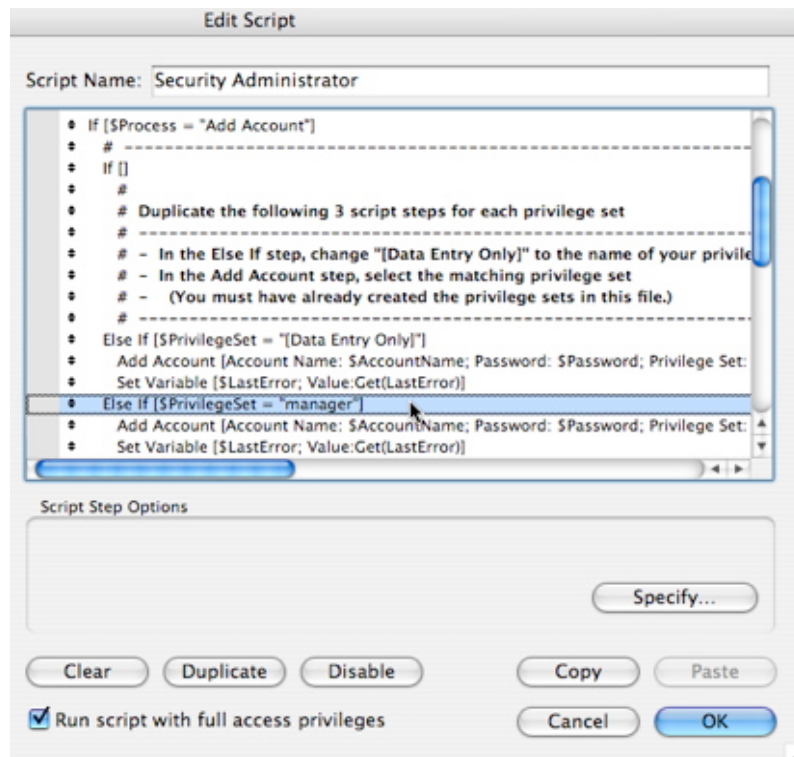 Edit Script
Script Name: Security Administrator
If [$Process = "Add Account"]
# --------------------------------------------------
If []
#
# Duplicate the following 3 script steps for each privilege set
# --------------------------------------------------
# - In the Else If step, change "[Data Entry Only]" to the name of your privile
# - In the Add Account step, select the matching privilege set
# - (You must have already created the privilege sets in this file.)
# --------------------------------------------------
Else If [$PrivilegeSet = "[Data Entry Only]"]
Add Account [Account Name: $AccountName; Password: $Password; Privilege Set:
Set Variable [$LastError; Value:Get(LastError)]
Else If [$PrivilegeSet = "manager"]
Add Account [Account Name: $AccountName; Password: $Password; Privilege Set:
Set Variable [$LastError; Value:Get(LastError)]
Script Step Options
Specify...
Clear Duplicate Disable Copy Paste
Run script with full access privileges Cancel OK